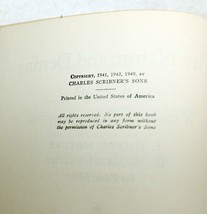 COPYRIGHT, 1941, 1943, 1949, BY
CHARLES SCRIBNER'S SONS
Printed in the United States of America
All rights reserved. No part of this book
may be reproduced in any form without
the permission of Charles Scribner's Sons